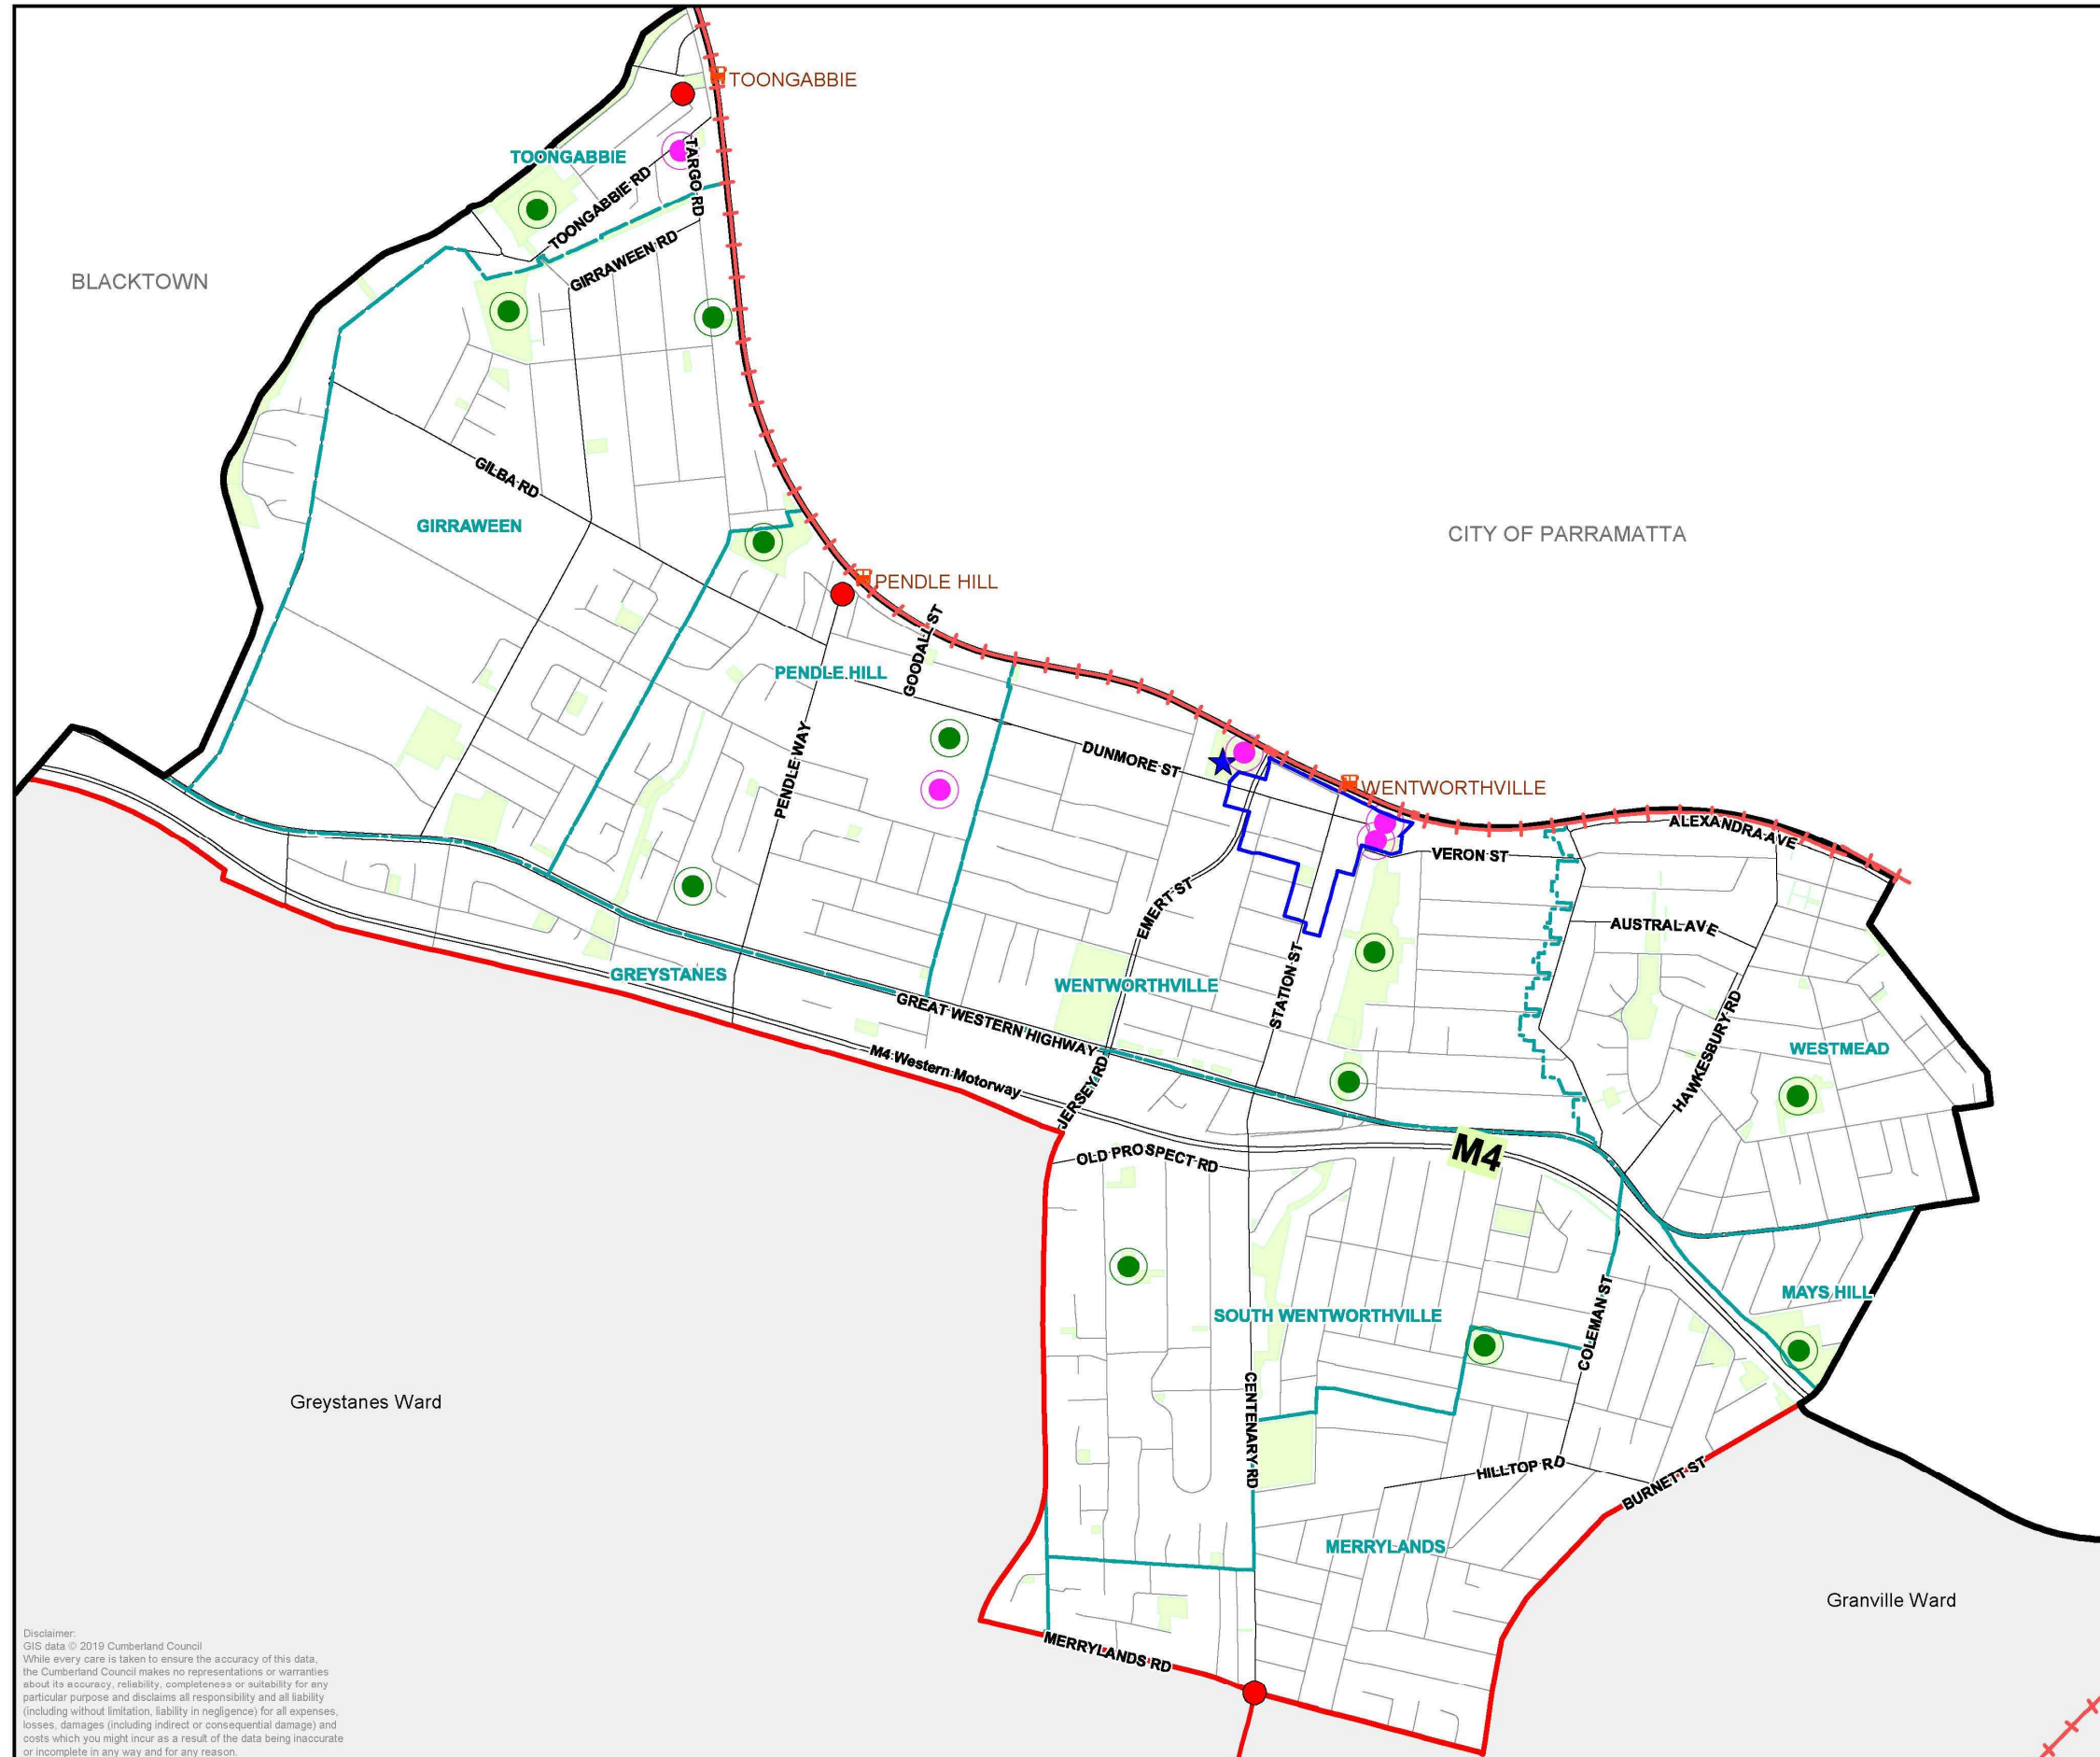 TOONGABBIE
TOONGABBIE
TARGO RD
TOONGABBIE RD
GIRRAWEEN RD
BLACKTOWN
GILBA RD
GIRRAWEEN
CITY OF PARRAMATTA
PENDLE HILL
GOODALL ST
PENDLE HILL
PENDLE WAY
DUNMORE ST
WENTWORTHVILLE
ALEXANDRA AVE
VERON ST
EMERT ST
AUSTRAL AVE
GREYSTANES
WENTWORTHVILLE
STATION ST
GREAT WESTERN HIGHWAY
HAWKESBURY RD
WESTMEAD
M4 Western Motorway
JERSEY RD
M4
OLD PROSPECT RD
MAYS HILL
SOUTH WENTWORTHVILLE
COLEMAN ST
Greystanes Ward
CENTENARY RD
HILLTOP RD
BURNETT ST
MERRYLANDS
Granville Ward
MERRYLANDS RD
Disclaimer:
GIS data © 2019 Cumberland Council
While every care is taken to ensure the accuracy of this data,
the Cumberland Council makes no representations or warranties
about its accuracy, reliability, completeness or suitability for any
particular purpose and disclaims all responsibility and all liability
(including without limitation, liability in negligence) for all expenses,
losses, damages (including indirect or consequential damage) and
costs which you might incur as a result of the data being inaccurate
or incomplete in any way and for any reason.